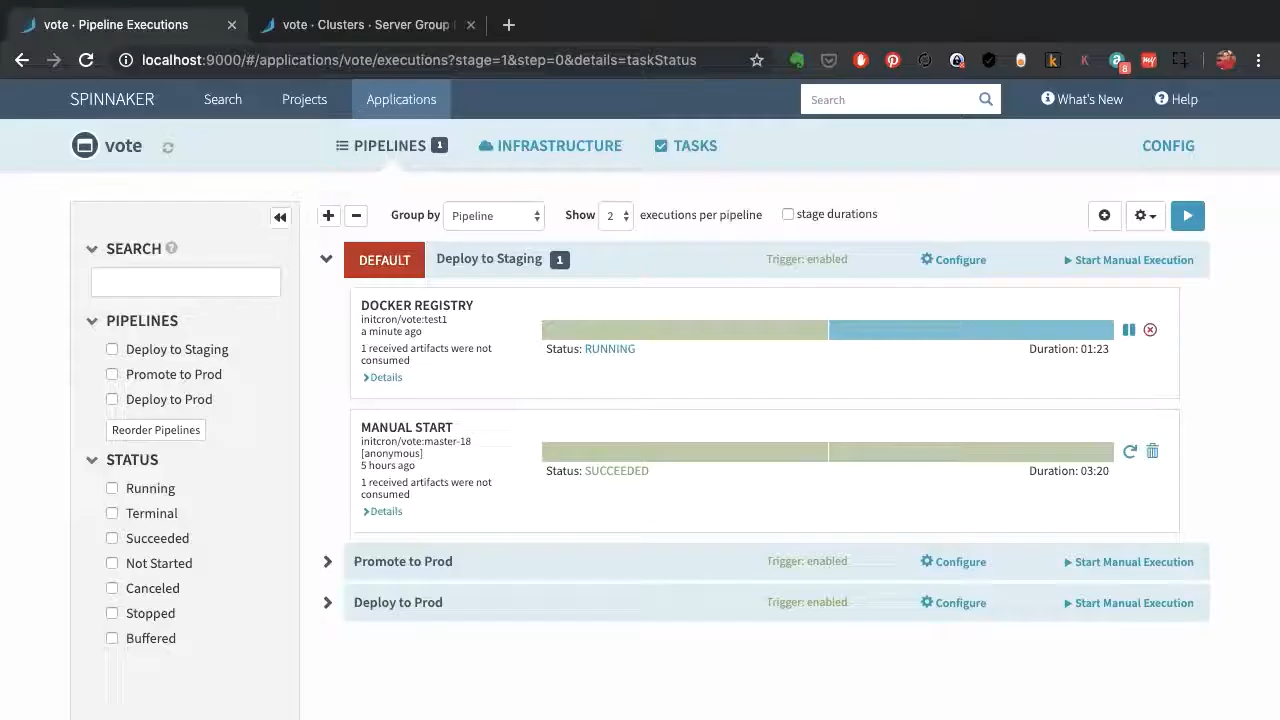 vote · Pipeline Executions
vote · Clusters · Server Group
localhost:9000/#/applications/vote/executions?stage=1&step=0&details=taskStatus
8
SPINNAKER
Search
Projects
Applications
Search
What's New
Help
vote
PIPELINES 1
INFRASTRUCTURE
TASKS
CONFIG
Group by
Pipeline
Show
2
executions per pipeline
stage durations
SEARCH
PIPELINES
Deploy to Staging
Promote to Prod
Deploy to Prod
Reorder Pipelines
STATUS
Running
Terminal
Succeeded
Not Started
Canceled
Stopped
Buffered
DEFAULT
Deploy to Staging 1
Trigger: enabled
Configure
Start Manual Execution
DOCKER REGISTRY
initcron/vote:test1
a minute ago
1 received artifacts were not
consumed
Details
Status: RUNNING
Duration: 01:23
MANUAL START
initcron/vote:master-18
[anonymous]
5 hours ago
1 received artifacts were not
consumed
Details
Status: SUCCEEDED
Duration: 03:20
Promote to Prod
Trigger: enabled
Configure
Start Manual Execution
Deploy to Prod
Trigger: enabled
Configure
Start Manual Execution